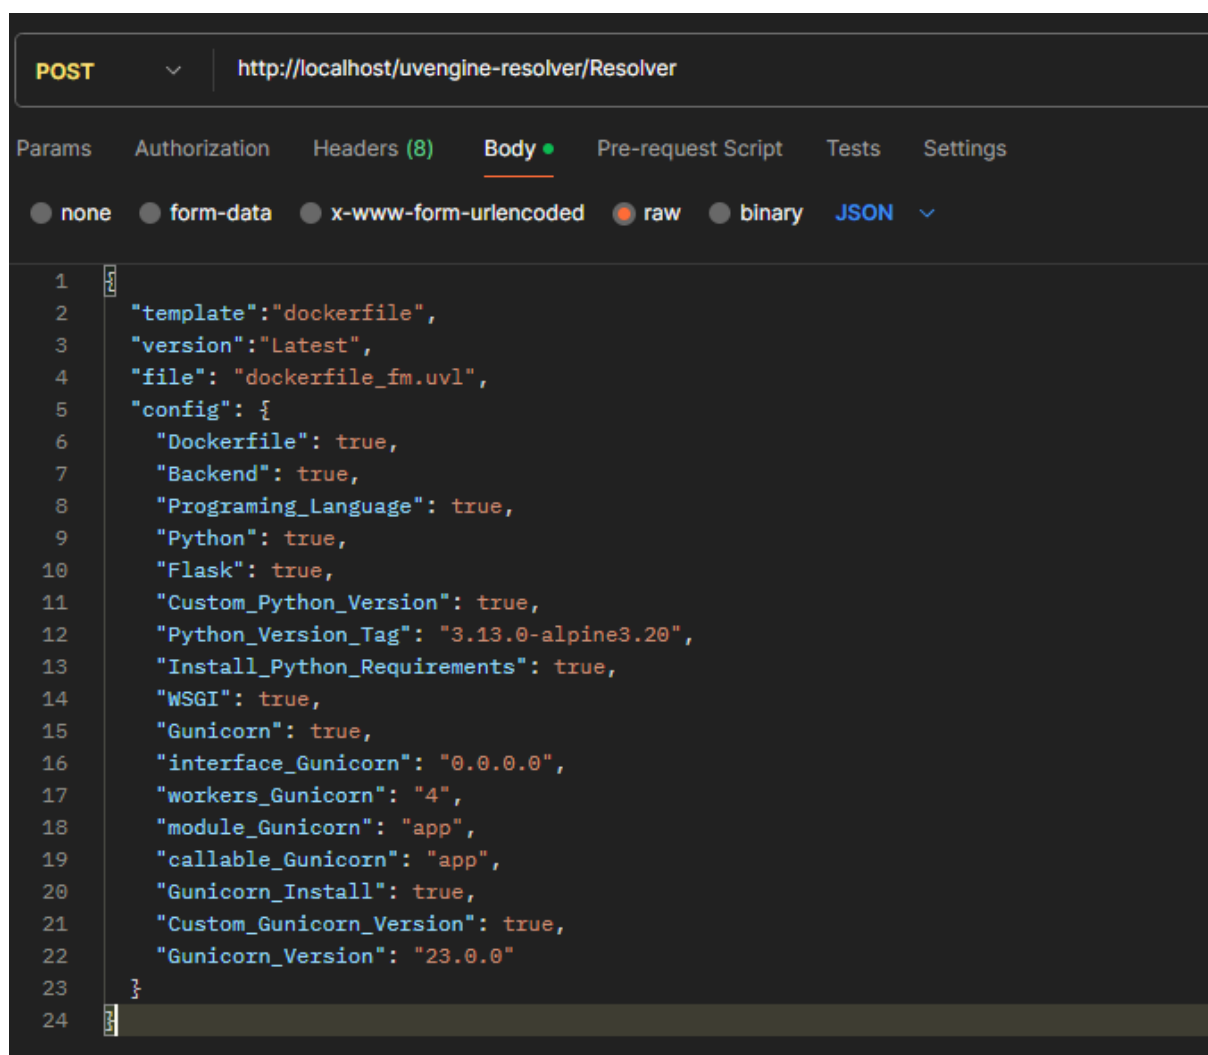 POST http://localhost/uvengine-resolver/Resolver
Params Authorization Headers (8) Body Pre-request Script Tests Settings
none form-data x-www-form-urlencoded raw binary JSON
1 {
2 "template":"dockerfile",
3 "version":"Latest",
4 "file": "dockerfile_fm.uvl",
5 "config": {
6 "Dockerfile": true,
7 "Backend": true,
8 "Programing_Language": true,
9 "Python": true,
10 "Flask": true,
11 "Custom_Python_Version": true,
12 "Python_Version_Tag": "3.13.0-alpine3.20",
13 "Install_Python_Requirements": true,
14 "WSGI": true,
15 "Gunicorn": true,
16 "interface_Gunicorn": "0.0.0.0",
17 "workers_Gunicorn": "4",
18 "module_Gunicorn": "app",
19 "callable_Gunicorn": "app",
20 "Gunicorn_Install": true,
21 "Custom_Gunicorn_Version": true,
22 "Gunicorn_Version": "23.0.0"
23 }
24 }